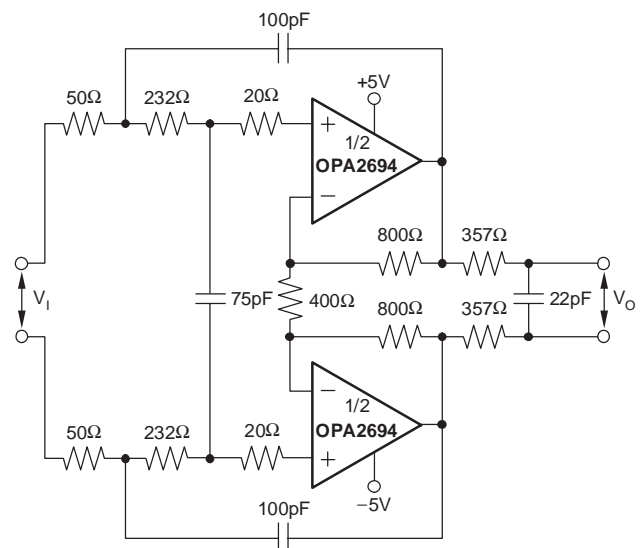 100pF
50Ω
232Ω
20Ω
+5V
+
1/2
OPA2694
−
800Ω
357Ω
V_I
75pF
400Ω
22pF
V_O
800Ω
357Ω
−
1/2
OPA2694
50Ω
232Ω
20Ω
+
−5V
100pF